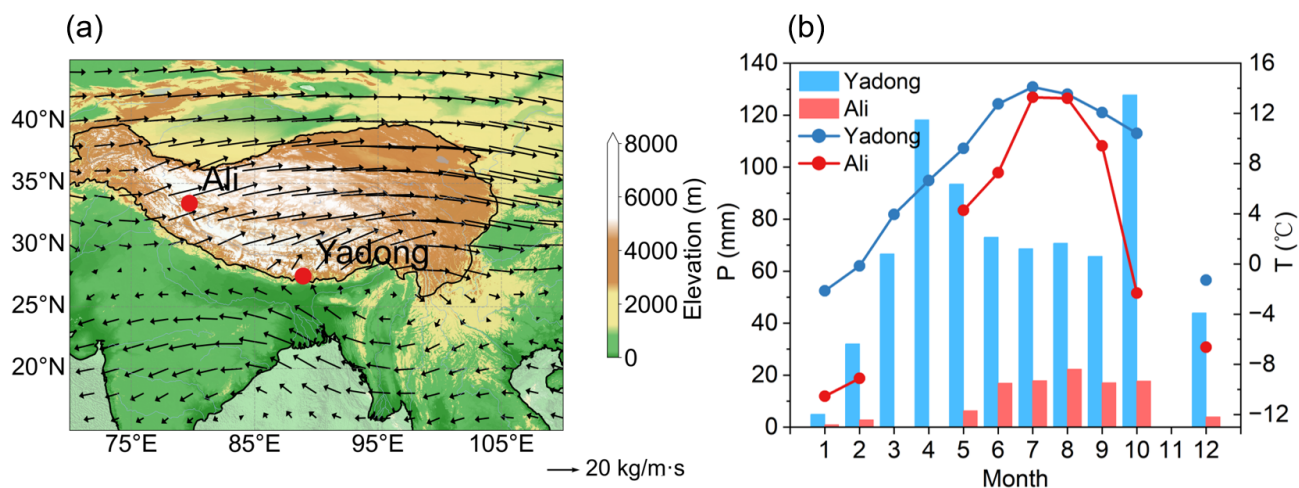 (a)
40°N
35°N
30°N
25°N
20°N
75°E 85°E 95°E 105°E
Ali
Yadong
8000
6000
4000
2000
0
Elevation (m)
20 kg/m·s
(b)
140
120
100
80
60
40
20
0
P (mm)
Yadong
Ali
Yadong
Ali
16
12
8
4
0
−4
−8
−12
T (℃)
1 2 3 4 5 6 7 8 9 10 11 12
Month